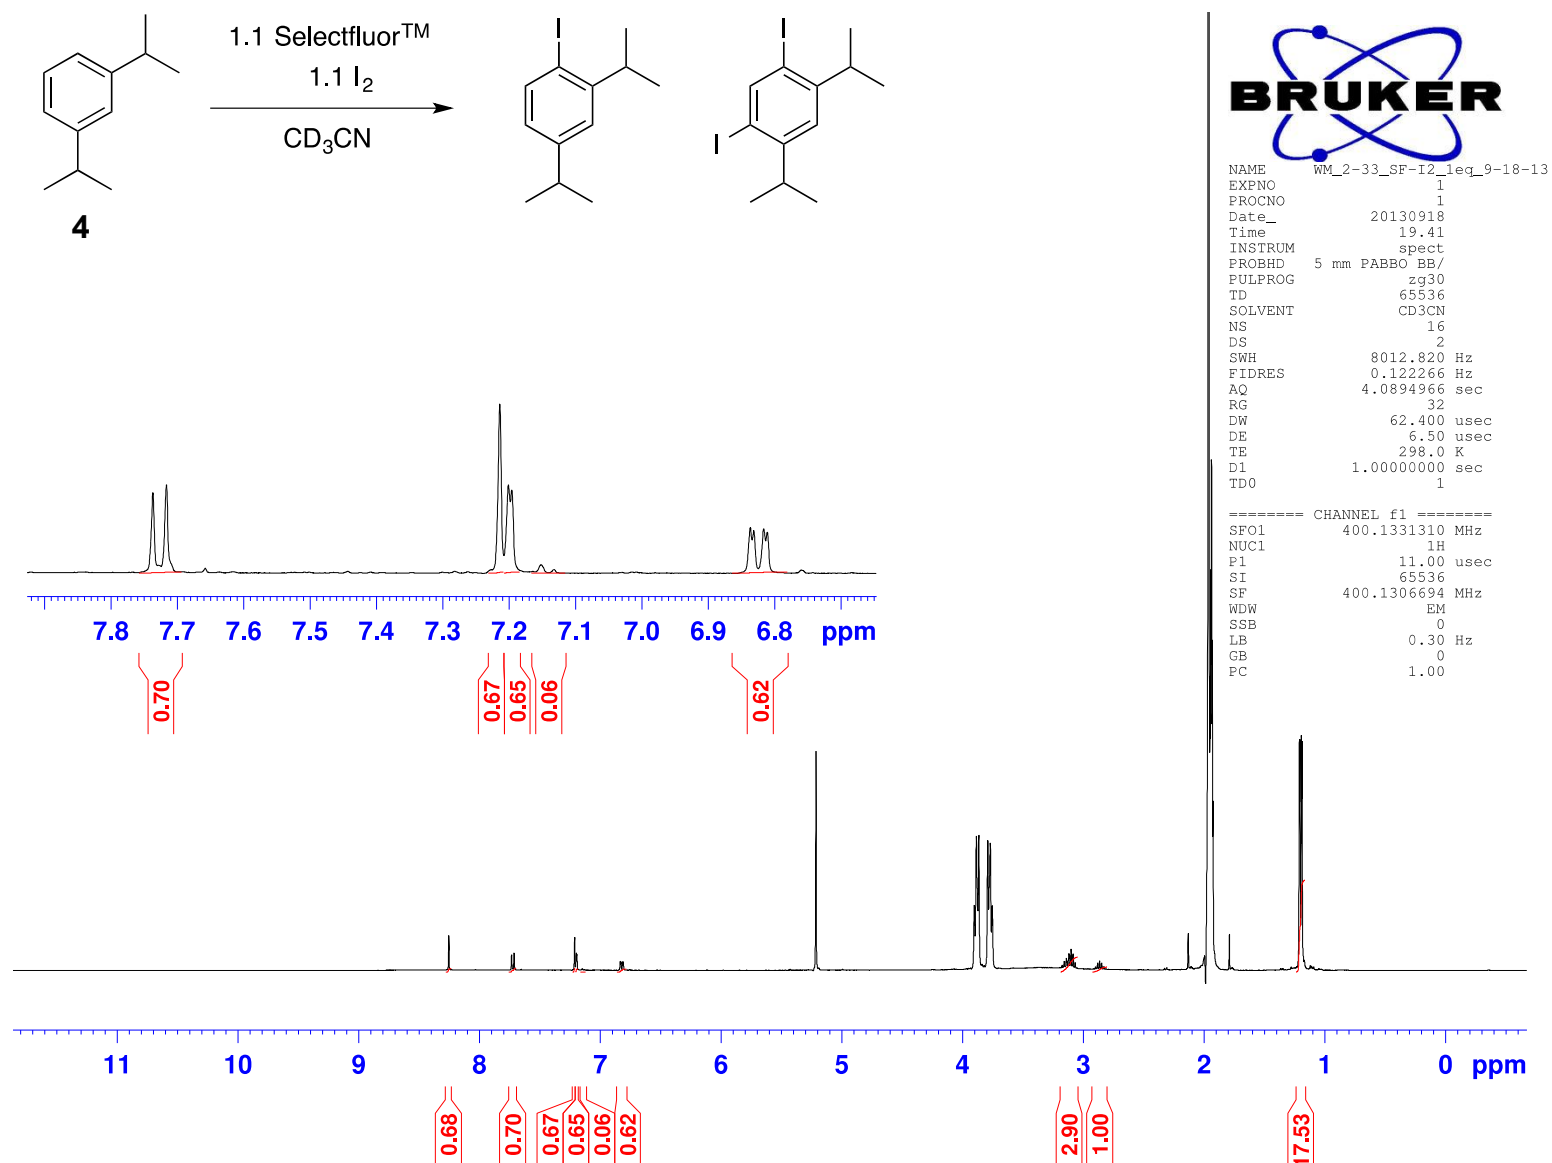 1.1 Selectfluor™
1.1 I2
CD3CN
4
I
I
I
BRUKER
NAME WM_2-33_SF-I2_1eq_9-18-13
EXPNO 1
PROCNO 1
Date_ 20130918
Time 19.41
INSTRUM spect
PROBHD 5 mm PABBO BB/
PULPROG zg30
TD 65536
SOLVENT CD3CN
NS 16
DS 2
SWH 8012.820 Hz
FIDRES 0.122266 Hz
AQ 4.0894966 sec
RG 32
DW 62.400 usec
DE 6.50 usec
TE 298.0 K
D1 1.00000000 sec
TD0 1
======== CHANNEL f1 ========
SFO1 400.1331310 MHz
NUC1 1H
P1 11.00 usec
SI 65536
SF 400.1306694 MHz
WDW EM
SSB 0
LB 0.30 Hz
GB 0
PC 1.00
7.8 7.7 7.6 7.5 7.4 7.3 7.2 7.1 7.0 6.9 6.8 ppm
0.70 0.67 0.65 0.06 0.62
11 10 9 8 7 6 5 4 3 2 1 0 ppm
0.68 0.70 0.67 0.65 0.06 0.62 2.90 1.00 17.53